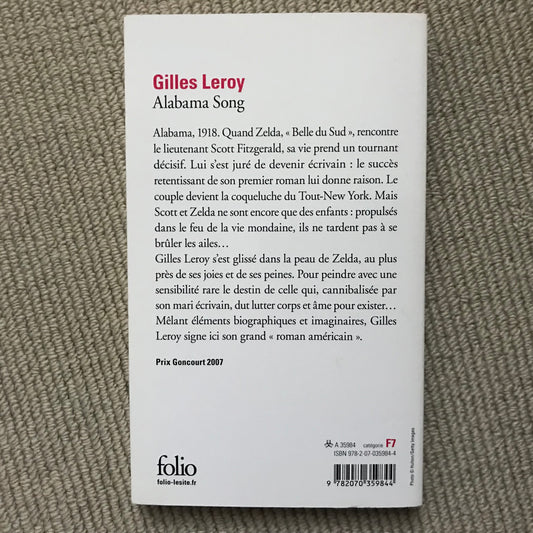 Gilles Leroy
Alabama Song
Alabama, 1918. Quand Zelda, « Belle du Sud », rencontre
le lieutenant Scott Fitzgerald, sa vie prend un tournant
décisif. Lui s'est juré de devenir écrivain : le succès
retentissant de son premier roman lui donne raison. Le
couple devient la coqueluche du Tout-New York. Mais
Scott et Zelda ne sont encore que des enfants : propulsés
dans le feu de la vie mondaine, ils ne tardent pas à se
brûler les ailes…
Gilles Leroy s'est glissé dans la peau de Zelda, au plus
près de ses joies et de ses peines. Pour peindre avec une
sensibilité rare le destin de celle qui, cannibalisée par
son mari écrivain, dut lutter corps et âme pour exister…
Mêlant éléments biographiques et imaginaires, Gilles
Leroy signe ici son grand « roman américain ».
Prix Goncourt 2007
A 35984 catégorie F7
ISBN 978-2-07-035984-4
9 782070 359844
folio
folio-lesite.fr
Photo © Hulton/Getty Images